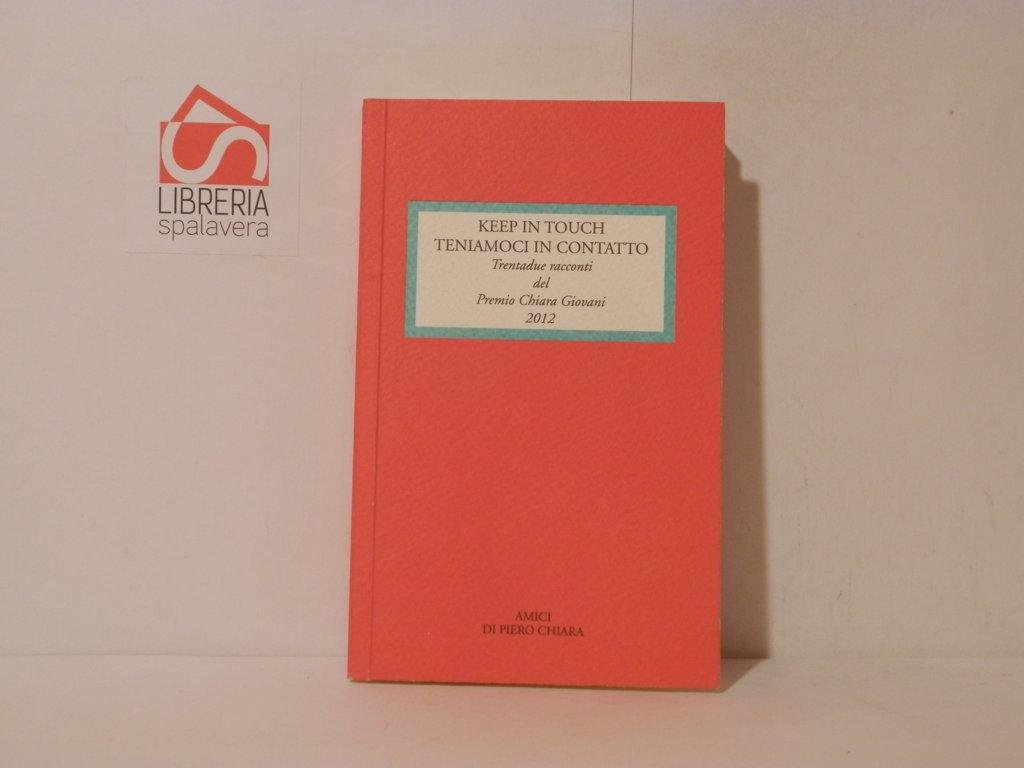 LIBRERIA
spalavera
KEEP IN TOUCH
TENIAMOCI IN CONTATTO
Trentadue racconti
del
Premio Chiara Giovani
2012
AMICI
DI PIERO CHIARA